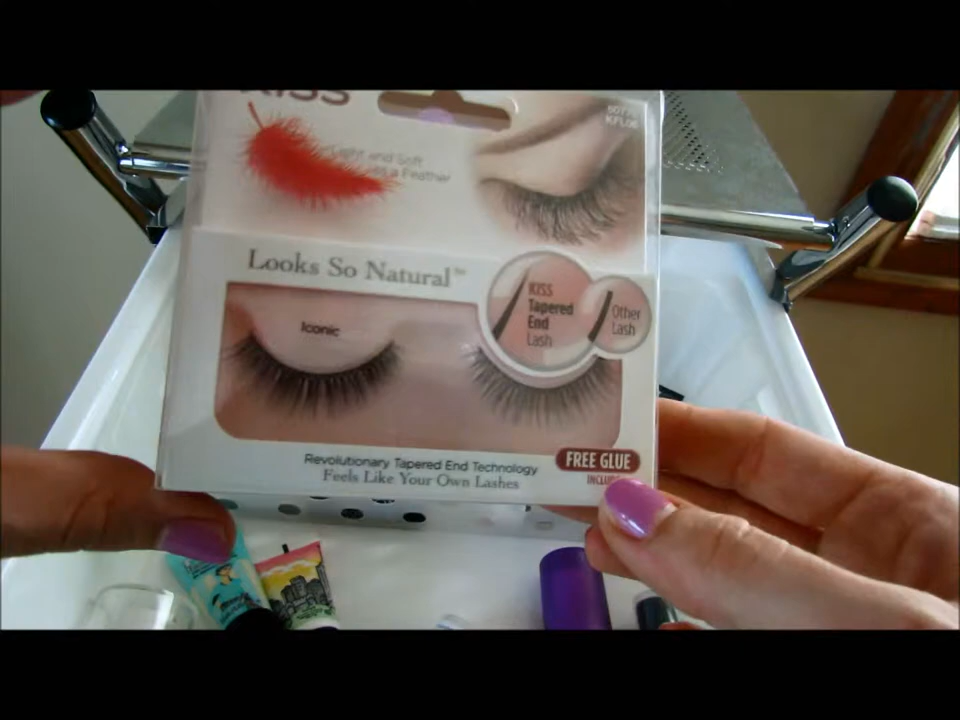 KISS
Light and Soft
as a Feather
Looks So Natural™
KISS
Tapered
End
Lash
Other
Lash
Iconic
Revolutionary Tapered End Technology
Feels Like Your Own Lashes
FREE GLUE